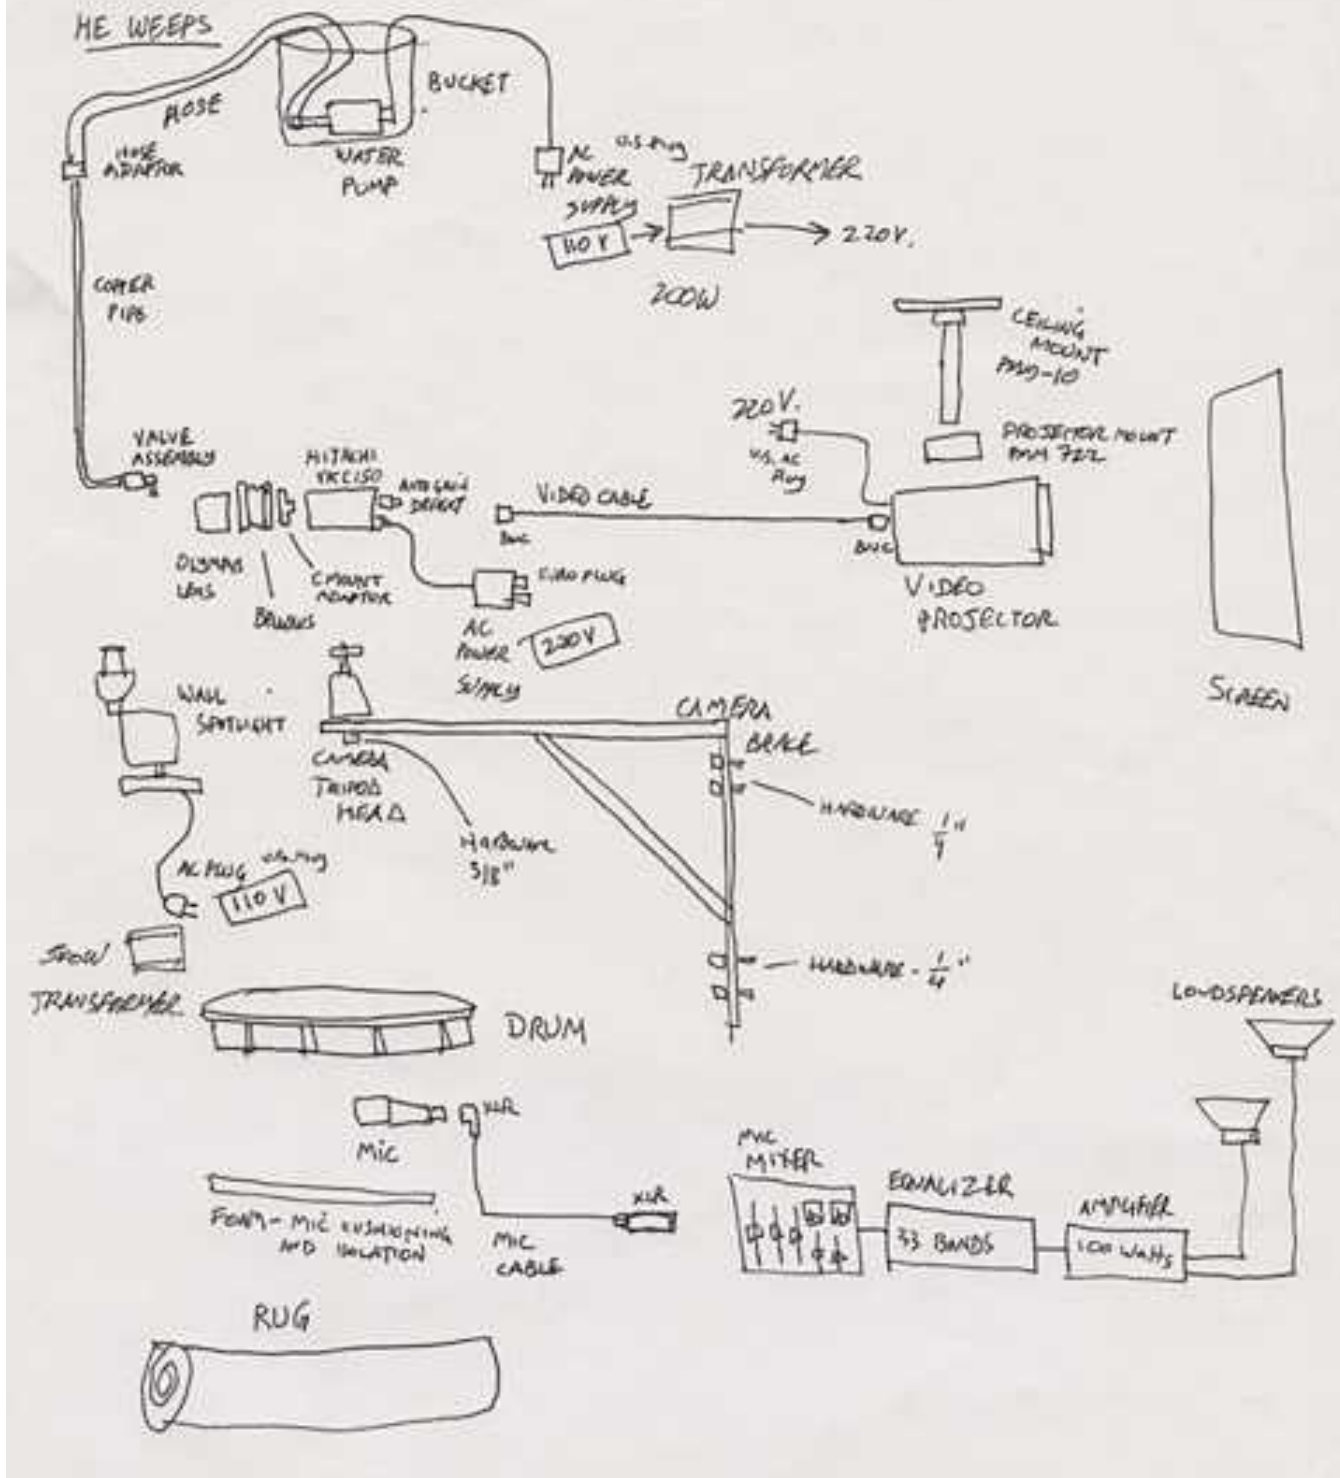 HE WEEPS
HOSE
BUCKET
HOSE
ADAPTOR
WATER
PUMP
AC
POWER
SUPPLY
U.S. Plug
TRANSFORMER
110 V
220V.
200W
COPPER
PIPE
CEILING
MOUNT
PROJECTOR MOUNT
220V.
U.S. AC
Plug
VALVE
ASSEMBLY
HITACHI
AUTO GAIN
VIDEO CABLE
BNC
BNC
OLYMPUS
LENS
BELLOWS
C MOUNT
ADAPTOR
EURO PLUG
AC
POWER
SUPPLY
220V
VIDEO
PROJECTOR
SCREEN
WALL
SPOTLIGHT
CAMERA
TRIPOD
HEAD
CAMERA
BRACE
HARDWARE
3/8"
HARDWARE 1/4"
AC PLUG
U.S. Plug
110 V
TRANSFORMER
HARDWARE - 1/4"
DRUM
LOUDSPEAKERS
XLR
MIC
XLR
FOAM - MIC CUSHIONING
AND ISOLATION
MIC
CABLE
MIC
MIXER
EQUALIZER
33 BANDS
AMPLIFIER
100 WATTS
RUG